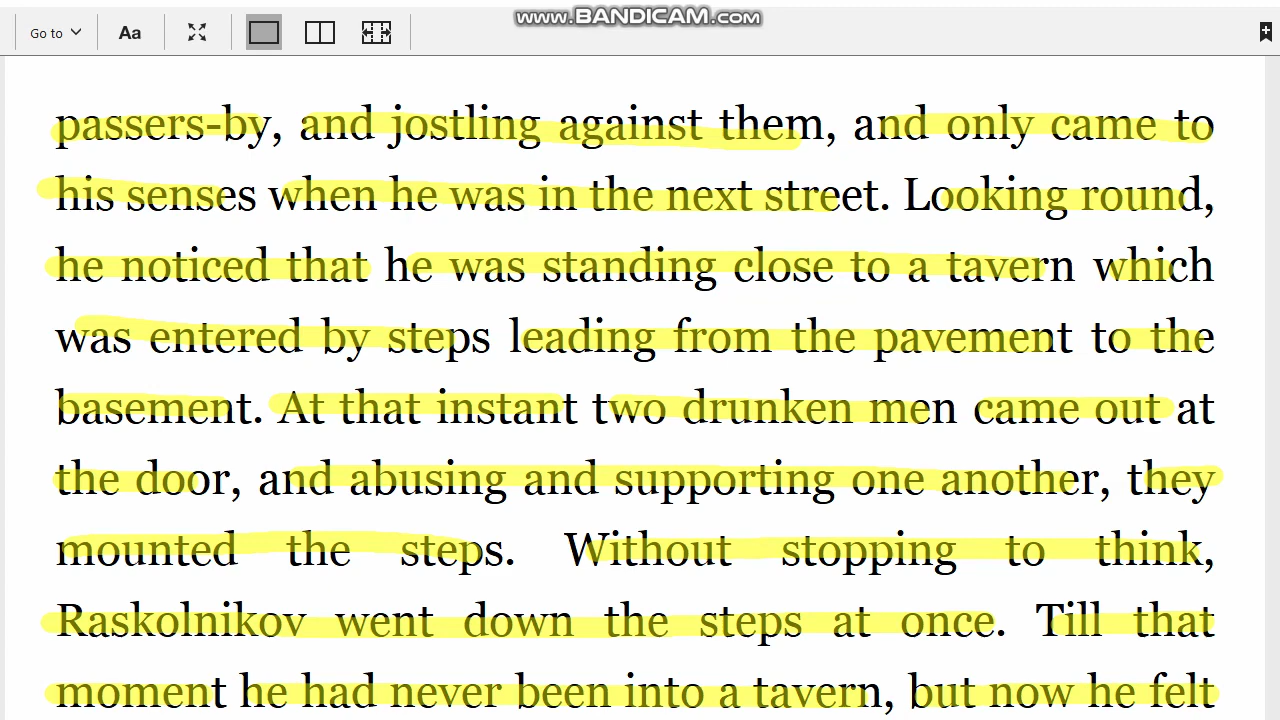 www.BANDICAM.com
Go to Aa
passers-by, and jostling against them, and only came to
his senses when he was in the next street. Looking round,
he noticed that he was standing close to a tavern which
was entered by steps leading from the pavement to the
basement. At that instant two drunken men came out at
the door, and abusing and supporting one another, they
mounted the steps. Without stopping to think,
Raskolnikov went down the steps at once. Till that
moment he had never been into a tavern, but now he felt